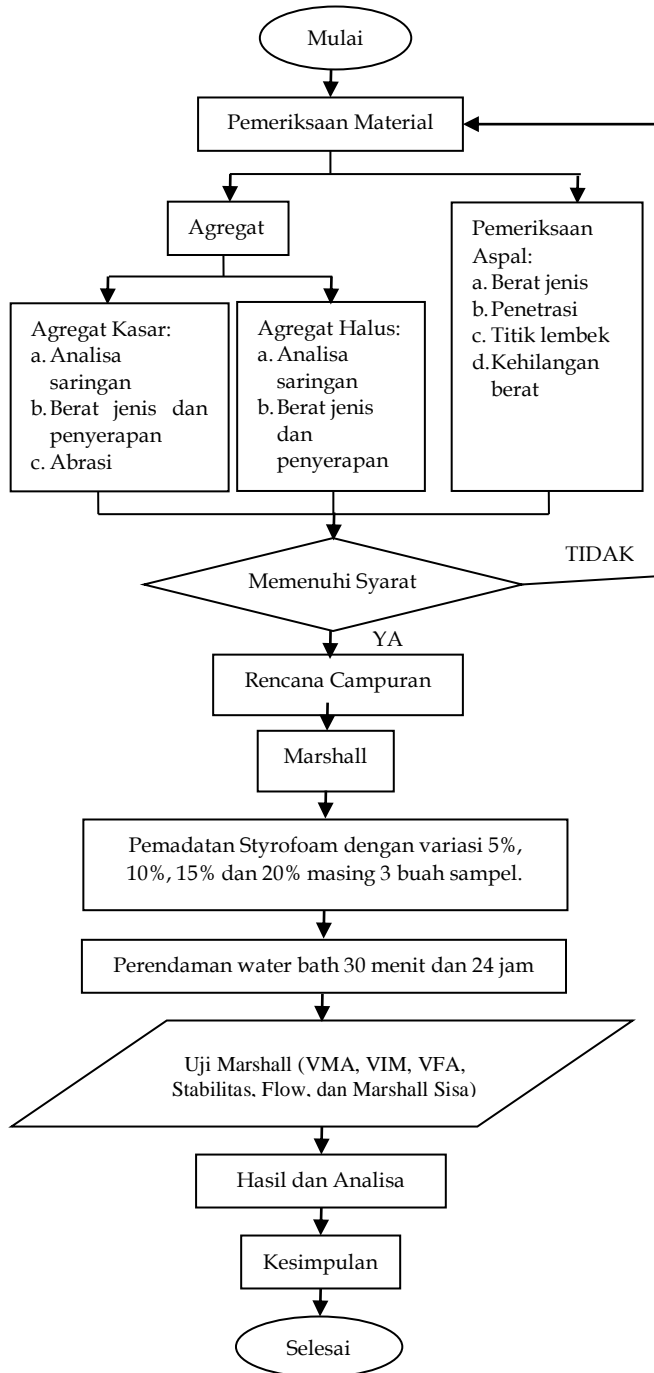 Mulai
Pemeriksaan Material
Agregat
Pemeriksaan
Aspal:
a. Berat jenis
b. Penetrasi
c. Titik lembek
d. Kehilangan
berat
Agregat Kasar:
a. Analisa
saringan
b. Berat jenis dan
penyerapan
c. Abrasi
Agregat Halus:
a. Analisa
saringan
b. Berat jenis
dan
penyerapan
Memenuhi Syarat
TIDAK
YA
Rencana Campuran
Marshall
Pemadatan Styrofoam dengan variasi 5%,
10%, 15% dan 20% masing 3 buah sampel.
Perendaman water bath 30 menit dan 24 jam
Uji Marshall (VMA, VIM, VFA,
Stabilitas, Flow, dan Marshall Sisa)
Hasil dan Analisa
Kesimpulan
Selesai